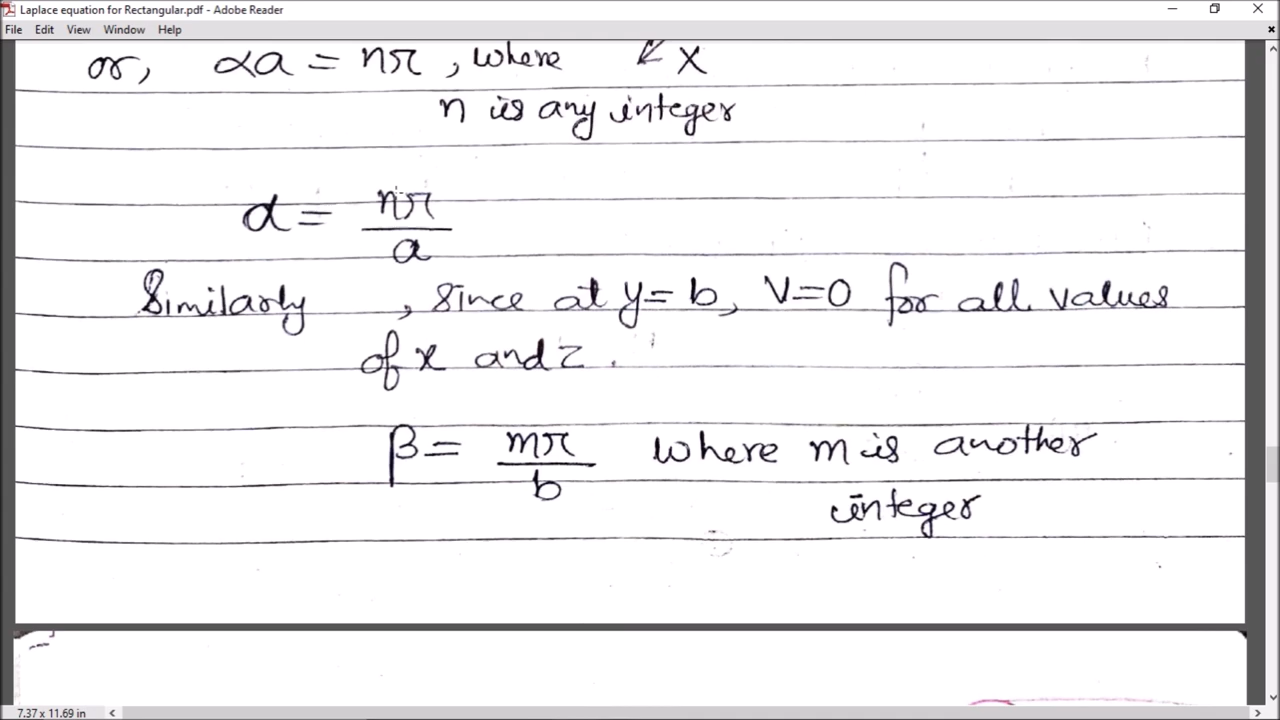 Laplace equation for Rectangular.pdf - Adobe Reader
File Edit View Window Help
or, αa = nπ, where X
n is any integer
α = nπ/a
Similarly, since at y=b, V=0 for all values
of x and z.
β = mπ/b where m is another
integer
7.37 x 11.69 in